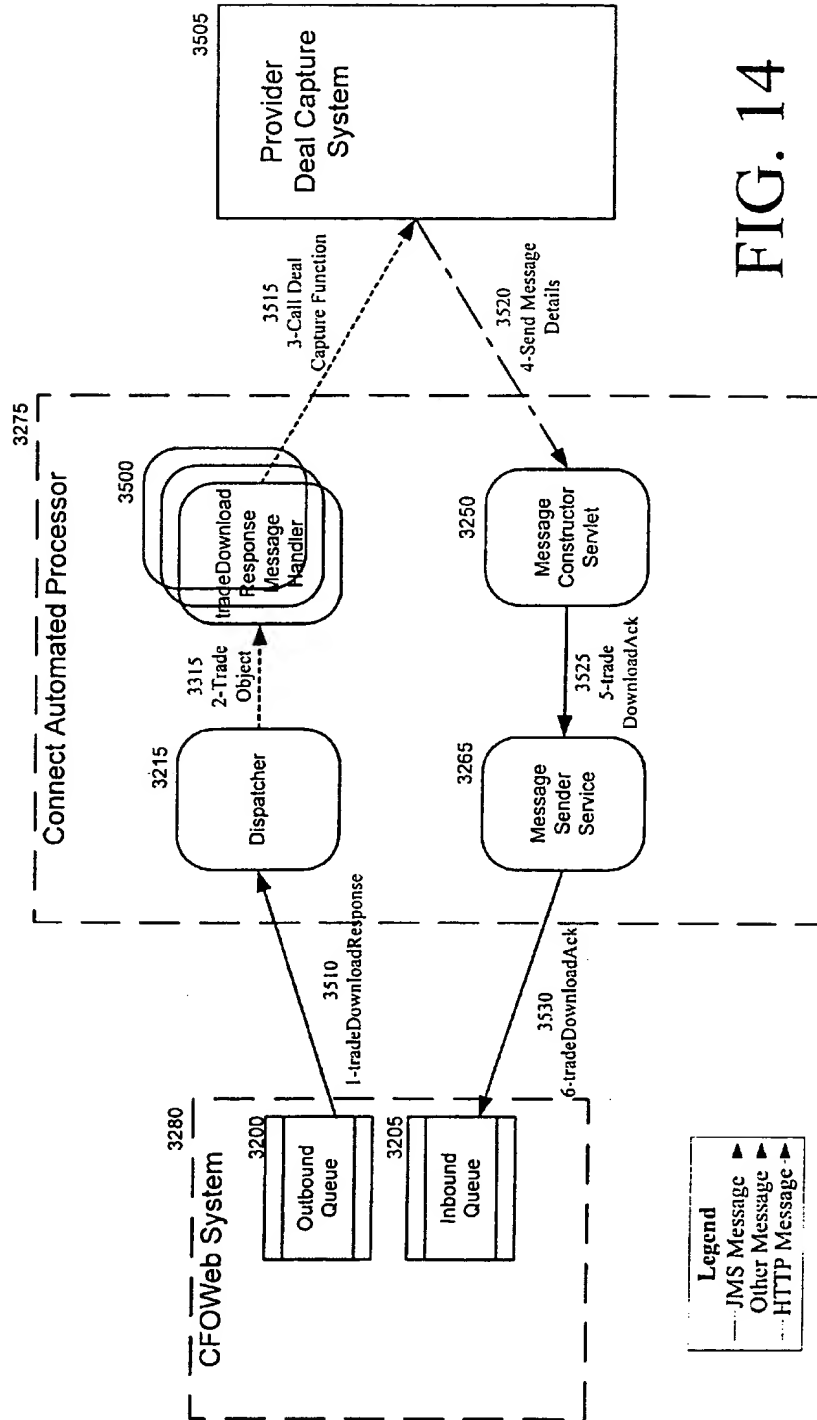 3280
CFOWeb System
3200
Outbound
Queue
3205
Inbound
Queue
3510
1-tradeDownloadResponse
3530
6-tradeDownloadAck
3275
Connect Automated Processor
3215
Dispatcher
3315
2-Trade
Object
3500
tradeDownload
Response
Message
Handler
3265
Message
Sender
Service
3525
5-trade
DownloadAck
3250
Message
Constructor
Servlet
3515
3-Call Deal
Capture Function
3520
4-Send Message
Details
3505
Provider
Deal Capture
System
Legend
JMS Message
Other Message
HTTP Message
FIG. 14